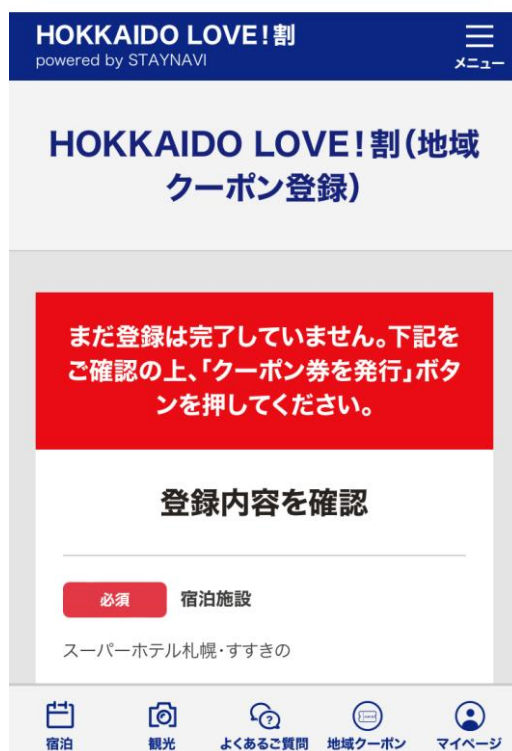 HOKKAIDO LOVE!割
powered by STAYNAVI
メニュー
HOKKAIDO LOVE!割(地域
クーポン登録)
まだ登録は完了していません。下記を
ご確認の上、「クーポン券を発行」ボタ
ンを押してください。
登録内容を確認
必須 宿泊施設
スーパーホテル札幌・すすきの
宿泊 観光 よくあるご質問 地域クーポン マイページ